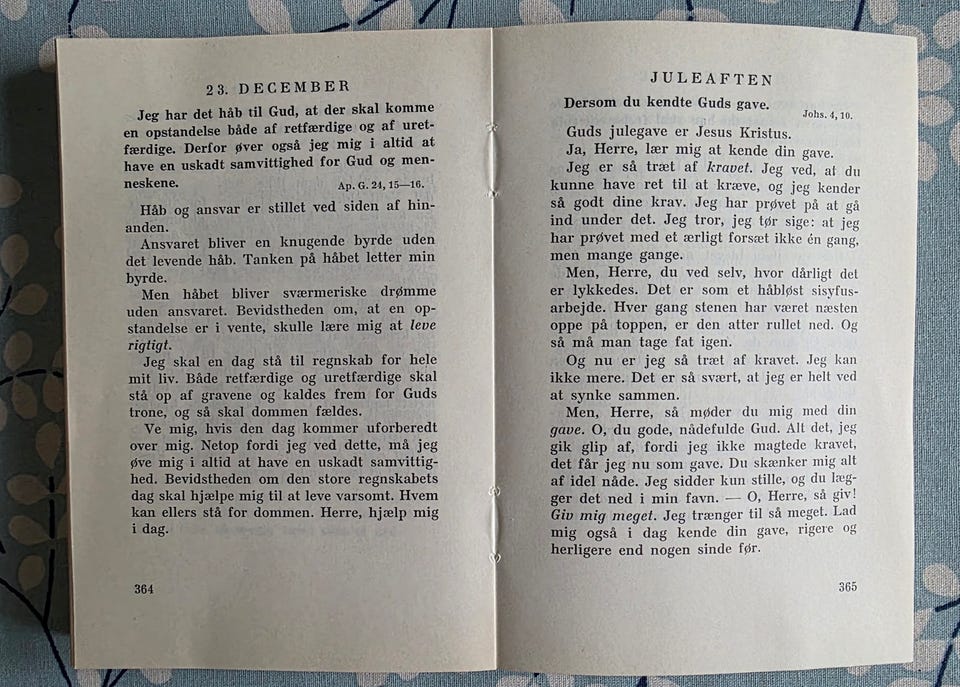 23. DECEMBER
Jeg har det håb til Gud, at der skal komme
en opstandelse både af retfærdige og af uret-
færdige. Derfor øver også jeg mig i altid at
have en uskadt samvittighed for Gud og men-
neskene.
Ap. G. 24, 15—16.
Håb og ansvar er stillet ved siden af hin-
anden.
Ansvaret bliver en knugende byrde uden
det levende håb. Tanken på håbet letter min
byrde.
Men håbet bliver sværmeriske drømme
uden ansvaret. Bevidstheden om, at en op-
standelse er i vente, skulle lære mig at leve
rigtigt.
Jeg skal en dag stå til regnskab for hele
mit liv. Både retfærdige og uretfærdige skal
stå op af gravene og kaldes frem for Guds
trone, og så skal dommen fældes.
Ve mig, hvis den dag kommer uforberedt
over mig. Netop fordi jeg ved dette, må jeg
øve mig i altid at have en uskadt samvittig-
hed. Bevidstheden om den store regnskabets
dag skal hjælpe mig til at leve varsomt. Hvem
kan ellers stå for dommen. Herre, hjælp mig
i dag.
364
JULEAFTEN
Dersom du kendte Guds gave.
Johs. 4, 10.
Guds julegave er Jesus Kristus.
Ja, Herre, lær mig at kende din gave.
Jeg er så træt af kravet. Jeg ved, at du
kunne have ret til at kræve, og jeg kender
så godt dine krav. Jeg har prøvet på at gå
ind under det. Jeg tror, jeg tør sige: at jeg
har prøvet med et ærligt forsæt ikke én gang,
men mange gange.
Men, Herre, du ved selv, hvor dårligt det
er lykkedes. Det er som et håbløst sisyfus-
arbejde. Hver gang stenen har været næsten
oppe på toppen, er den atter rullet ned. Og
så må man tage fat igen.
Og nu er jeg så træt af kravet. Jeg kan
ikke mere. Det er så svært, at jeg er helt ved
at synke sammen.
Men, Herre, så møder du mig med din
gave. O, du gode, nådefulde Gud. Alt det, jeg
gik glip af, fordi jeg ikke magtede kravet,
det får jeg nu som gave. Du skænker mig alt
af idel nåde. Jeg sidder kun stille, og du læg-
ger det ned i min favn. — O, Herre, så giv!
Giv mig meget. Jeg trænger til så meget. Lad
mig også i dag kende din gave, rigere og
herligere end nogen sinde før.
365